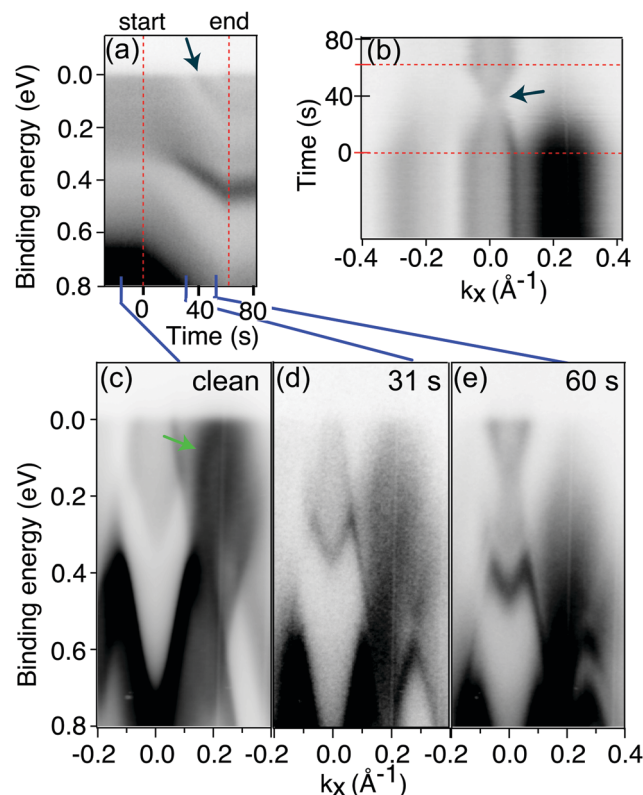 start end
(a)
Binding energy (eV)
0.0
0.2
0.4
0.6
0.8
0 40 80
Time (s)
(b)
Time (s)
80
40
0
-0.4 -0.2 0.0 0.2 0.4
kx (Å-1)
(c) clean
(d) 31 s
(e) 60 s
Binding energy (eV)
0.0
0.2
0.4
0.6
0.8
-0.2 0.0 0.2 0.4
-0.2 0.0 0.2
-0.2 0.0 0.2 0.4
kx (Å-1)